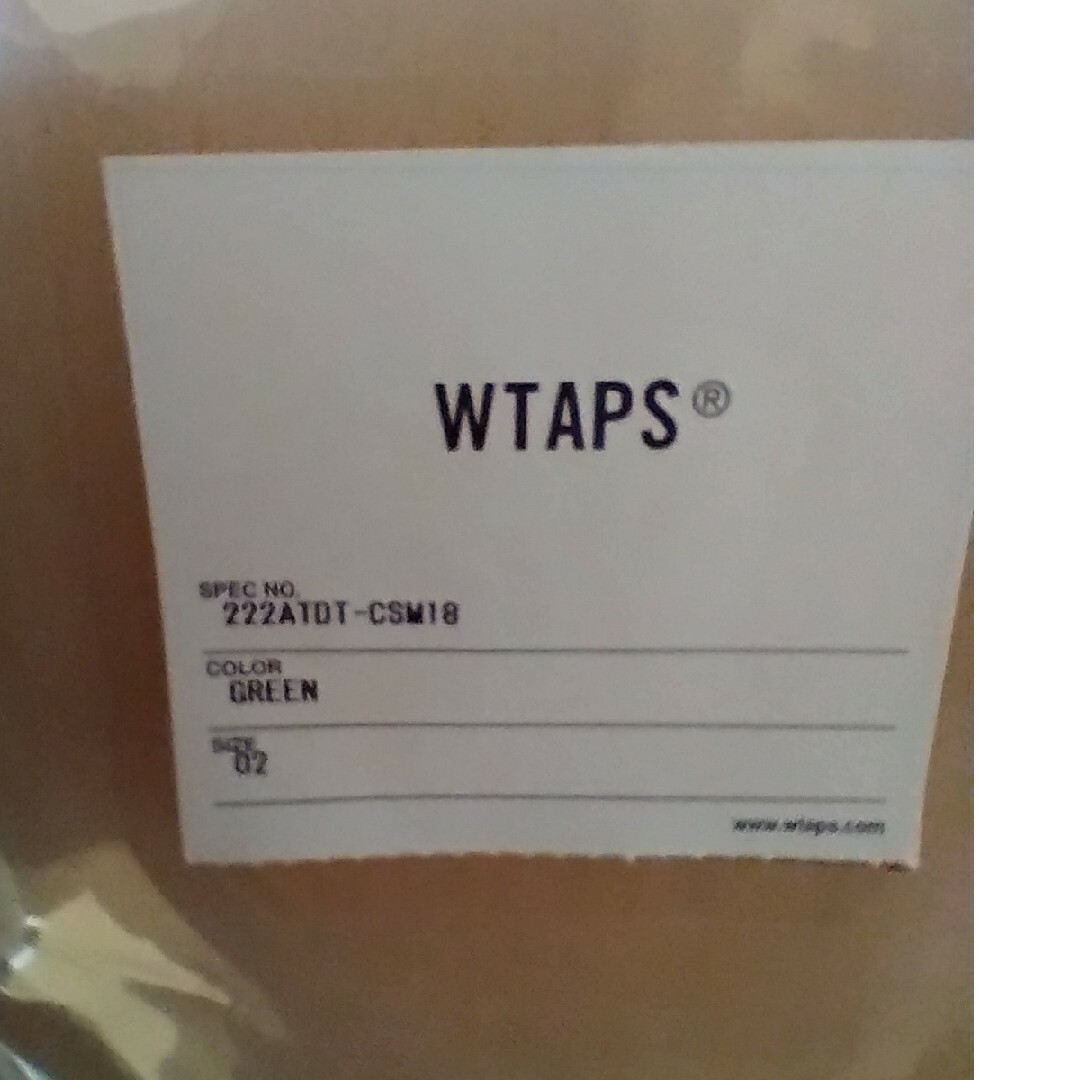 WTAPS®
SPEC NO.
222ATDT-CSM18
COLOR
GREEN
SIZE
02
www.wtaps.com